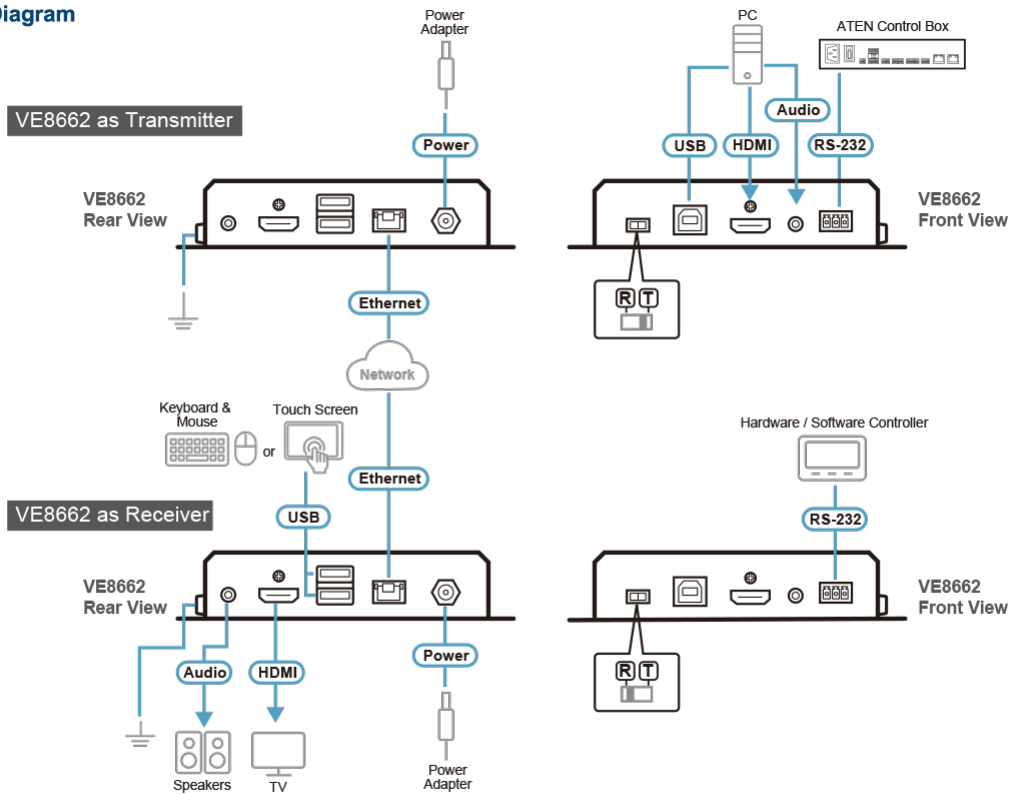 Diagram
Power
Adapter
PC
ATEN Control Box
VE8662 as Transmitter
Power
USB
HDMI
Audio
RS-232
VE8662
Rear View
VE8662
Front View
R T
Ethernet
Network
Keyboard &
Mouse
or
Touch Screen
Hardware / Software Controller
Ethernet
VE8662 as Receiver
USB
RS-232
VE8662
Rear View
VE8662
Front View
Audio
HDMI
Power
R T
Speakers
TV
Power
Adapter